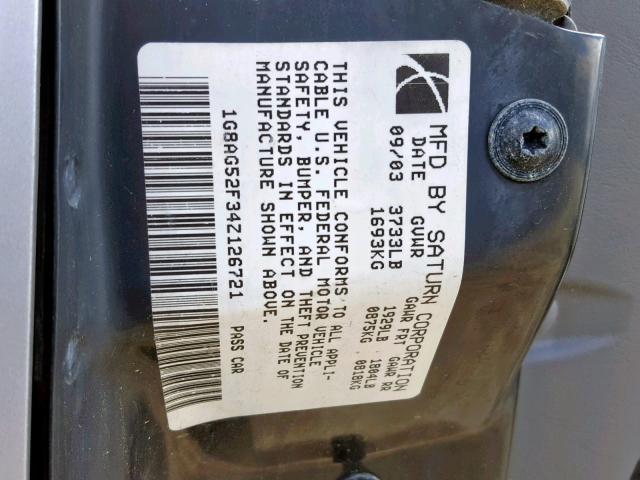 MFD BY SATURN CORPORATION
DATE GVWR GAWR FRT GAWR RR
09/03 3733LB 1929LB 1804LB
1693KG 0875KG 0818KG
THIS VEHICLE CONFORMS TO ALL APPLI-
CABLE U.S. FEDERAL MOTOR VEHICLE
SAFETY, BUMPER, AND THEFT PREVENTION
STANDARDS IN EFFECT ON THE DATE OF
MANUFACTURE SHOWN ABOVE.
1G8AG52F34Z126721 PASS CAR